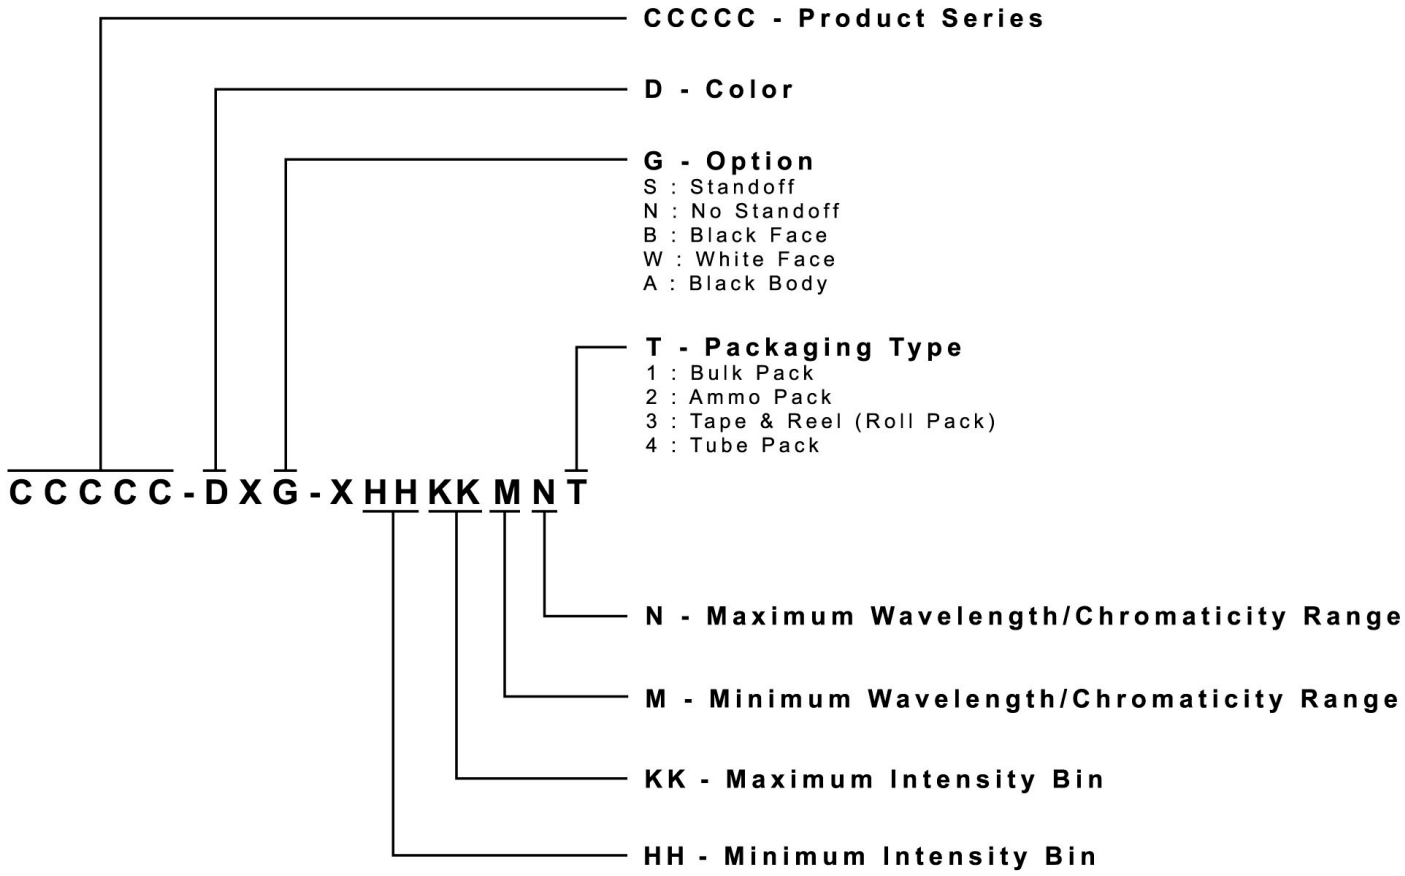 CCCCC - Product Series
D - Color
G - Option
S : Standoff
N : No Standoff
B : Black Face
W : White Face
A : Black Body
T - Packaging Type
1 : Bulk Pack
2 : Ammo Pack
3 : Tape & Reel (Roll Pack)
4 : Tube Pack
CCCCC-DXG-XHHKKMNT
N - Maximum Wavelength/Chromaticity Range
M - Minimum Wavelength/Chromaticity Range
KK - Maximum Intensity Bin
HH - Minimum Intensity Bin